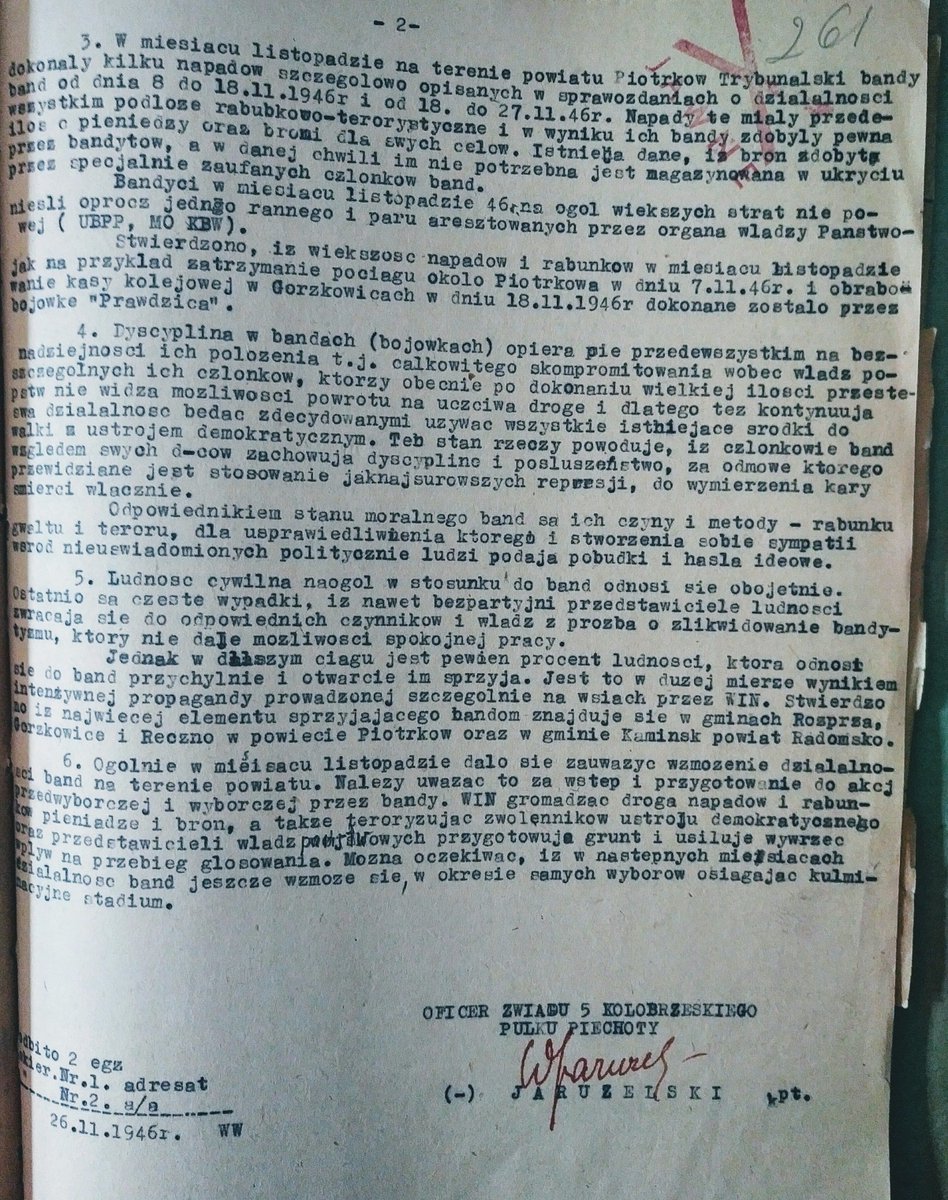 - 2-
261
3. W miesiacu listopadzie na terenie powiatu Piotrkow Trybunalski bandy
dokonaly kilku napadow szczegolowo opisanych w sprawozdaniach o dzialalnosci
band od dnia 8 do 18.11.1946r i od 18. do 27.11.46r. Napady te mialy przede-
wszystkim podloze rabubkowo-terorystyczne i w wyniku ich bandy zdobyly pewna
ilos c pieniedzy oraz broni dla swych celow. Istnieja dane, iz bron zdobyta
przez bandytow, a w danej chwili im nie potrzebna jest magazynowana w ukryciu
przez specjalnie zaufanych czlonkow band.
Bandyci w miesiacu listopadzie 46r na ogol wiekszych strat nie po-
niesli oprocz jedngo rannego i paru aresztowanych przez organa wladzy Panstwo-
wej ( UBPP, MO KBW).
Stwierdzono, iz wiekszosc napadow i rabunkow w miesiacu listopadzie
jak na przyklad zatrzymanie pociagu okolo Piotrkowa w dniu 7.11.46r. i obrabo-
wanie kasy kolejowej w Gorzkowicach w dniu 18.11.1946r dokonane zostalo przez
bojowke "Prawdzica".
4. Dyscyplina w bandach (bojowkach) opiera sie przedewszystkim na bez-
nadziejnosci ich polozenia t.j. calkowitego skompromitowania wobec wladz po-
szczegolnych ich czlonkow, ktorzy obecnie po dokonaniu wielkiej ilosci przeste-
pstw nie widza mozliwosci powrotu na uczciwa droge i dlatego tez kontynuuja
swa dzialalnosc bedac zdecydowanymi uzywac wszystkie istniejace srodki do
walki z ustrojem demokratycznym. Teb stan rzeczy powoduje, iz czlonkowie band
wzgledem swych d-cow zachowuja dyscypline i posluszeństwo, za odmowe ktorego
przewidziane jest stosowanie jaknajsurowszych represji, do wymierzenia kary
smierci wlacznie.
Odpowiednikiem stanu moralnego band sa ich czyny i metody - rabunku
gwaltu i teroru, dla usprawiedliwienia ktorego i stworzenia sobie sympatii
wsrod nieuswiadomionych politycznie ludzi podaja pobudki i hasla ideowe.
5. Ludnosc cywilna naogol w stosunku do band odnosi sie obojetnie.
Ostatnio sa czeste wypadki, iz nawet bezpartyjni przedstawiciele ludnosci
zwracaja sie do odpowiednich czynnikow i wladz z prozba o zlikwidowanie bandy-
tyzmu, ktory nie daje mozliwosci spokojnej pracy.
Jednak w dalszym ciagu jest pewien procent ludnosci, ktora odnosi
sie do band przychylnie i otwarcie im sprzyja. Jest to w duzej mierze wynikiem
intensywnej propagandy prowadzonej szczegolnie na wsiach przez WIN. Stwierdzo
no iz najwiecej elementu sprzyjajacego bandom znajduje sie w gminach Rozprza,
Gorzkowice i Reczno w powiecie Piotrkow oraz w gminie Kaminsk powiat Radomsko.
6. Ogolnie w miesiacu listopadzie dalo sie zauwazyc wzmozenie dzialalno-
sci band na terenie powiatu. Nalezy uwazac to za wstep i przygotowanie do akcj
przedwyborczej i wyborczej przez bandy. WIN gromadzac droga napadow i rabun-
kow pieniadze i bron, a takze teroryzujac zwolennikow ustroju demokratycznego
oraz przedstawicieli wladz panstwowych przygotowuja grunt i usiluje wywrzec
wplyw na przebieg glosowania. Mozna oczekiwac, iz w nastepnych miesiacach
dzialalnosc band jeszcze wzmoze sie, w okresie samych wyborow osiagajac kulmi-
nacyjne stadium.
OFICER ZWIADU 5 KOLOBRZESKIEGO
PULKU PIECHOTY
WJaruzel
(-) JARUZELSKI kpt.
Odbito 2 egz
Nr.1. adresat
Nr.2. a/a
26.11.1946r. WW